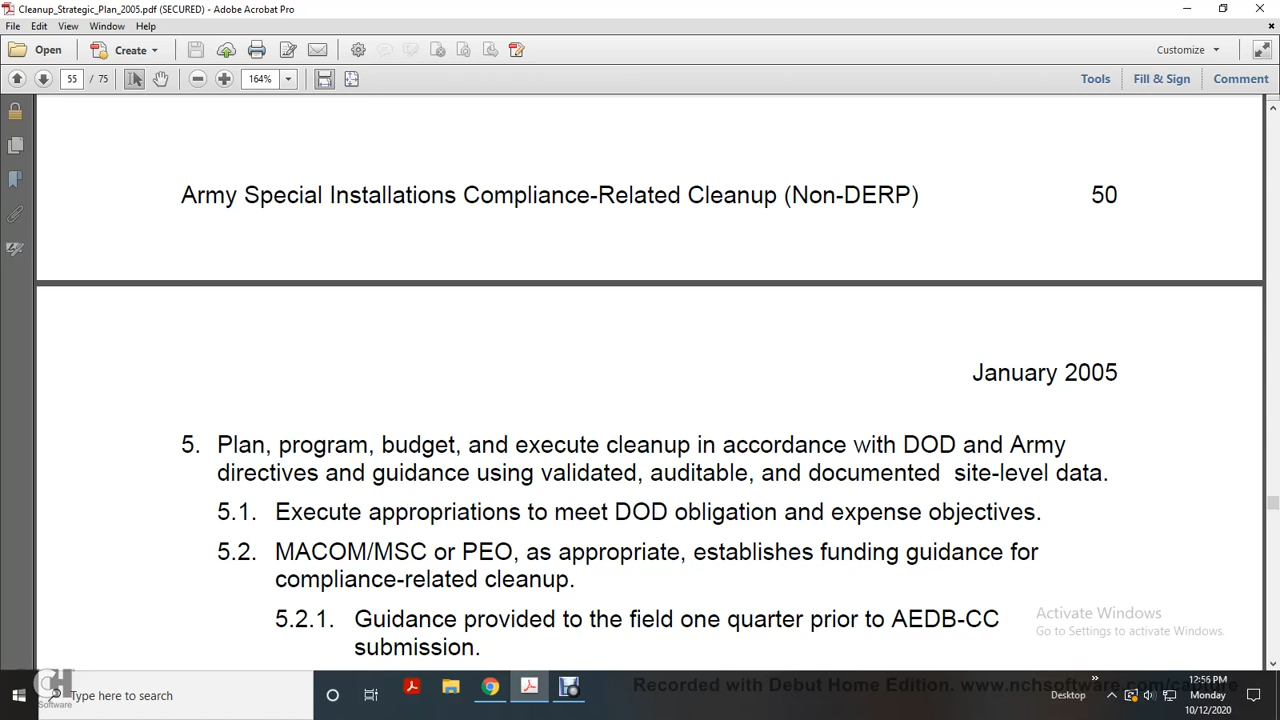 Cleanup_Strategic_Plan_2005.pdf (SECURED) - Adobe Acrobat Pro
File Edit View Window Help
Open Create Customize
55 / 75 164% Tools Fill & Sign Comment
Army Special Installations Compliance-Related Cleanup (Non-DERP) 50
January 2005
5. Plan, program, budget, and execute cleanup in accordance with DOD and Army
directives and guidance using validated, auditable, and documented site-level data.
5.1. Execute appropriations to meet DOD obligation and expense objectives.
5.2. MACOM/MSC or PEO, as appropriate, establishes funding guidance for
compliance-related cleanup.
5.2.1. Guidance provided to the field one quarter prior to AEDB-CC
submission.
Activate Windows
Go to Settings to activate Windows.
Type here to search
Software
Recorded with Debut Home Edition. www.nchsoftware.com/capture
Desktop
12:56 PM
Monday
10/12/2020